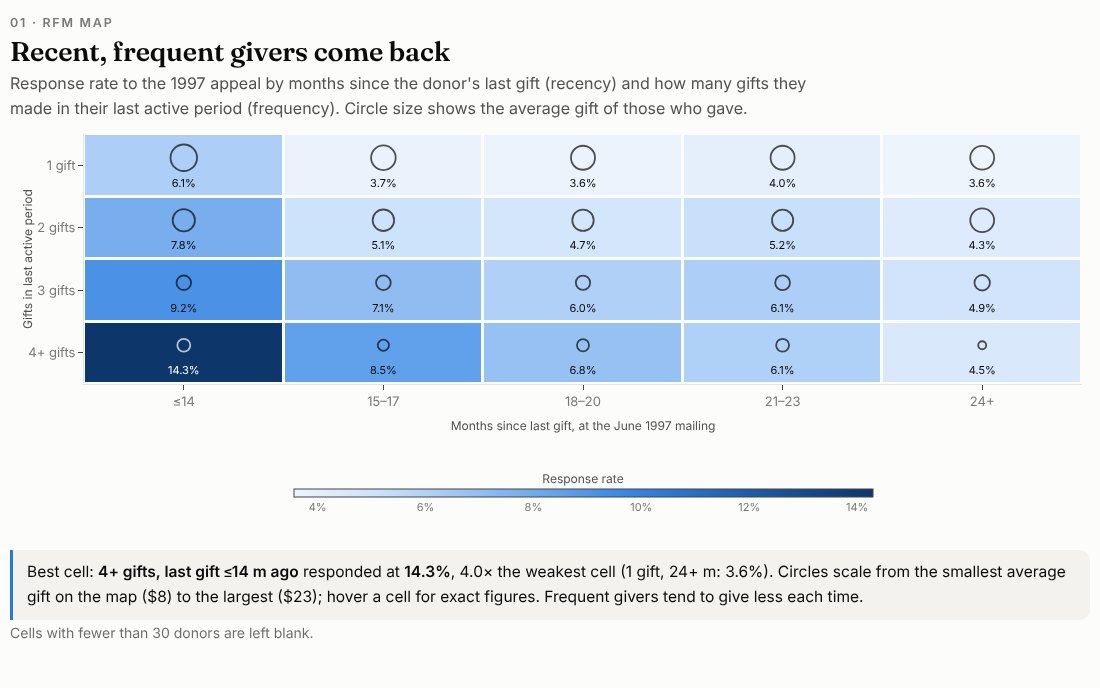 01 · RFM MAP
Recent, frequent givers come back
Response rate to the 1997 appeal by months since the donor's last gift (recency) and how many gifts they
made in their last active period (frequency). Circle size shows the average gift of those who gave.
Gifts in last active period
1 gift
6.1%
3.7%
3.6%
4.0%
3.6%
2 gifts
7.8%
5.1%
4.7%
5.2%
4.3%
3 gifts
9.2%
7.1%
6.0%
6.1%
4.9%
4+ gifts
14.3%
8.5%
6.8%
6.1%
4.5%
≤14
15–17
18–20
21–23
24+
Months since last gift, at the June 1997 mailing
Response rate
4%
6%
8%
10%
12%
14%
Best cell: 4+ gifts, last gift ≤14 m ago responded at 14.3%, 4.0× the weakest cell (1 gift, 24+ m: 3.6%). Circles scale from the smallest average
gift on the map ($8) to the largest ($23); hover a cell for exact figures. Frequent givers tend to give less each time.
Cells with fewer than 30 donors are left blank.